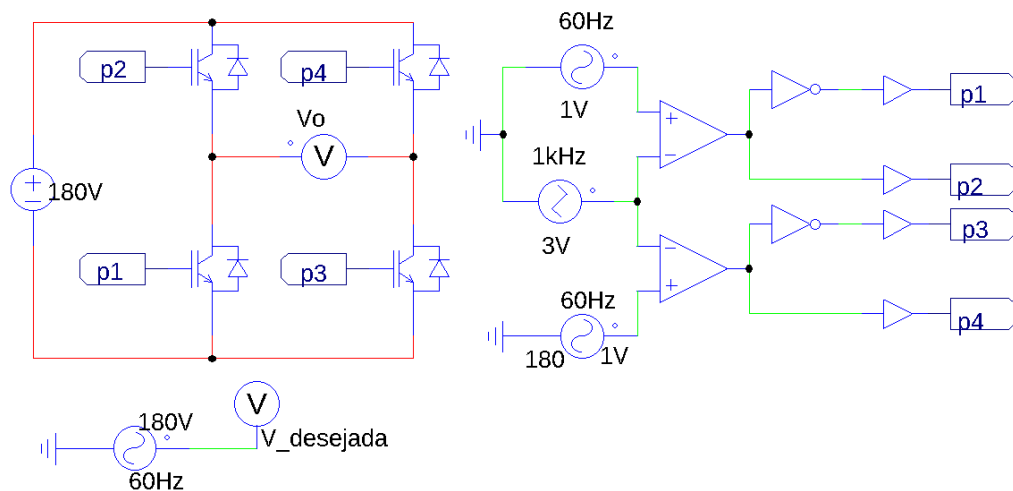 60Hz
p2
p4
1V
p1
Vo
V
1kHz
+
−
+
−
180V
3V
p2
p3
p1
p3
−
+
60Hz
p4
180
1V
180V
V
V_desejada
60Hz